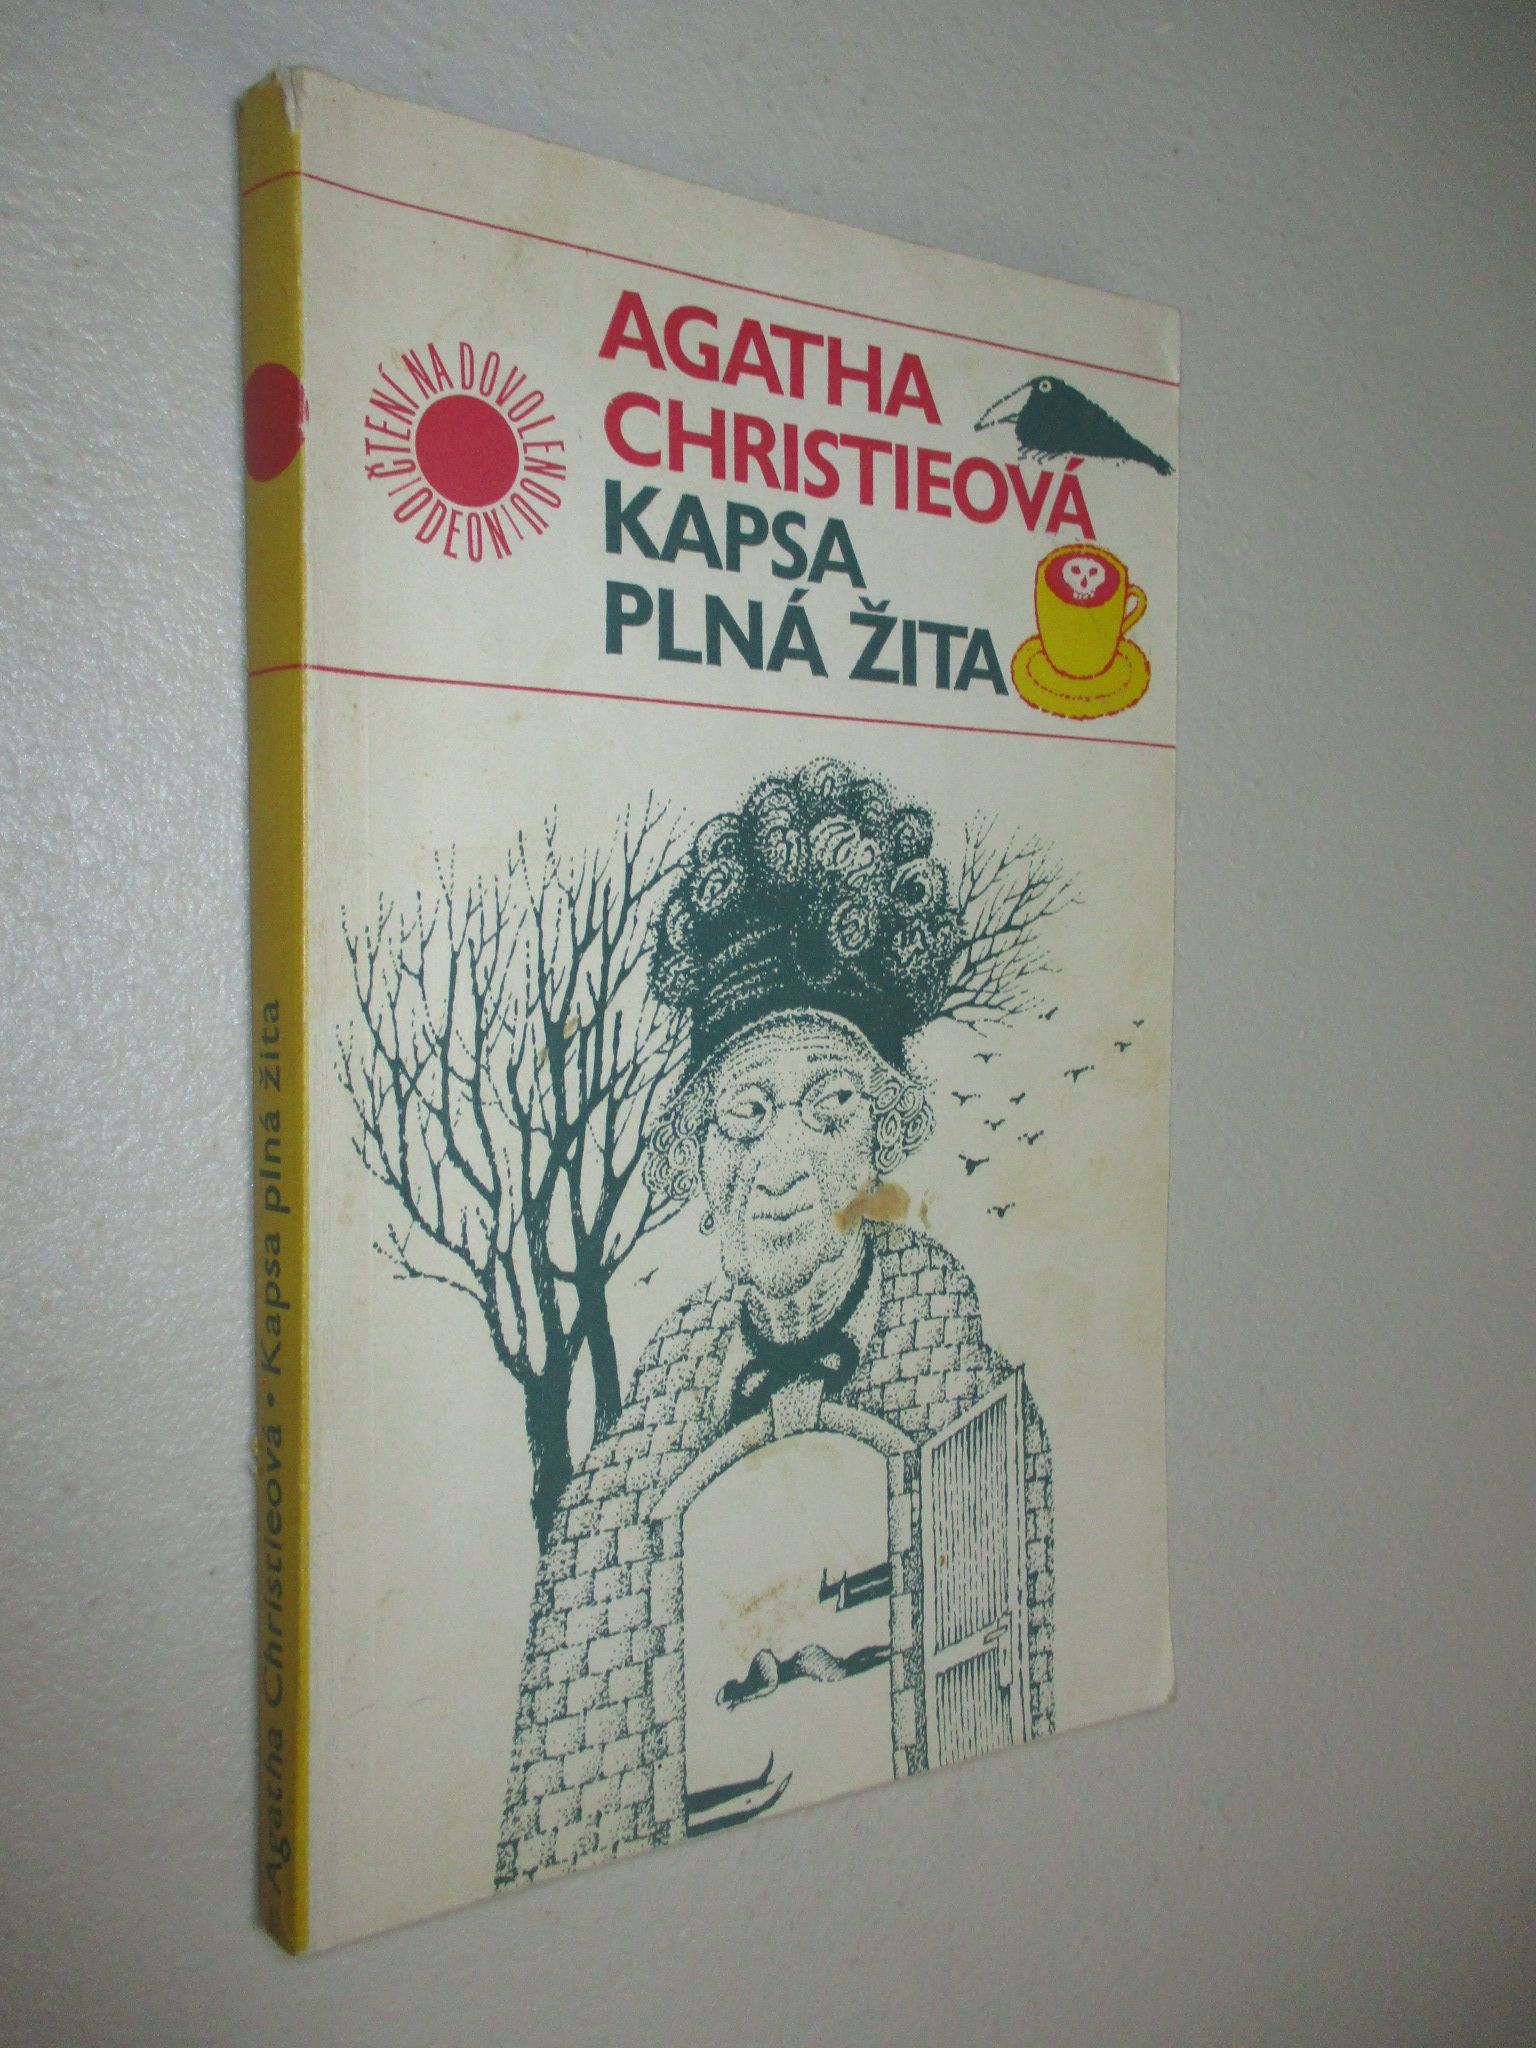 AGATHA
CHRISTIEOVÁ
KAPSA
PLNÁ ŽITA
ČTENÍ NA DOVOLENOU
ODEON
Agatha Christieová • Kapsa plná žita